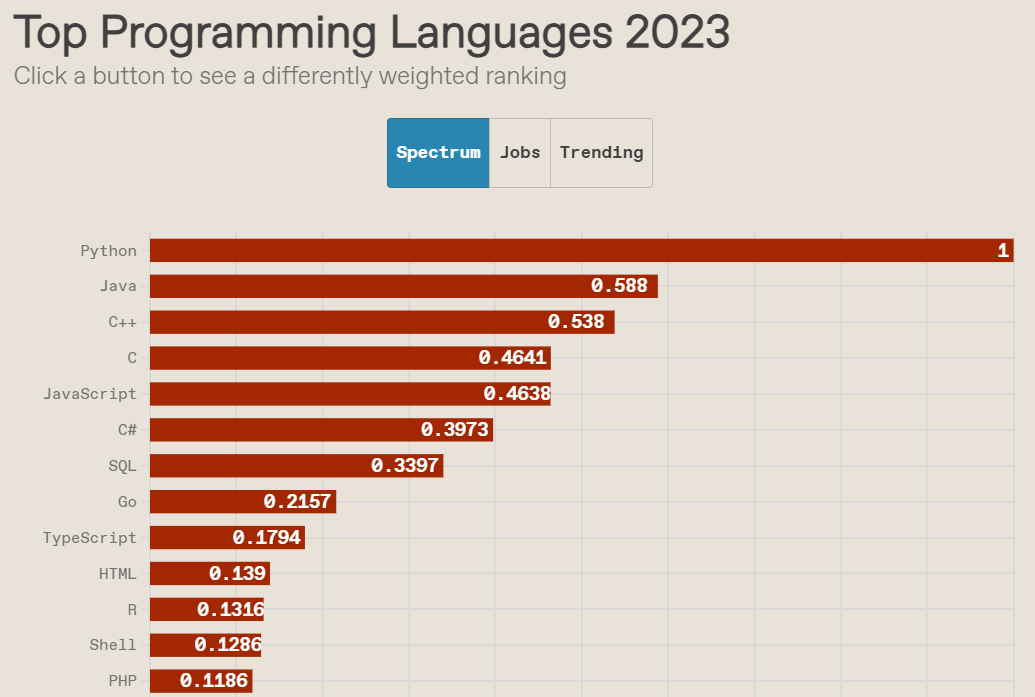 Top Programming Languages 2023
Click a button to see a differently weighted ranking
Spectrum Jobs Trending
Python 1
Java 0.588
C++ 0.538
C 0.4641
JavaScript 0.4638
C# 0.3973
SQL 0.3397
Go 0.2157
TypeScript 0.1794
HTML 0.139
R 0.1316
Shell 0.1286
PHP 0.1186